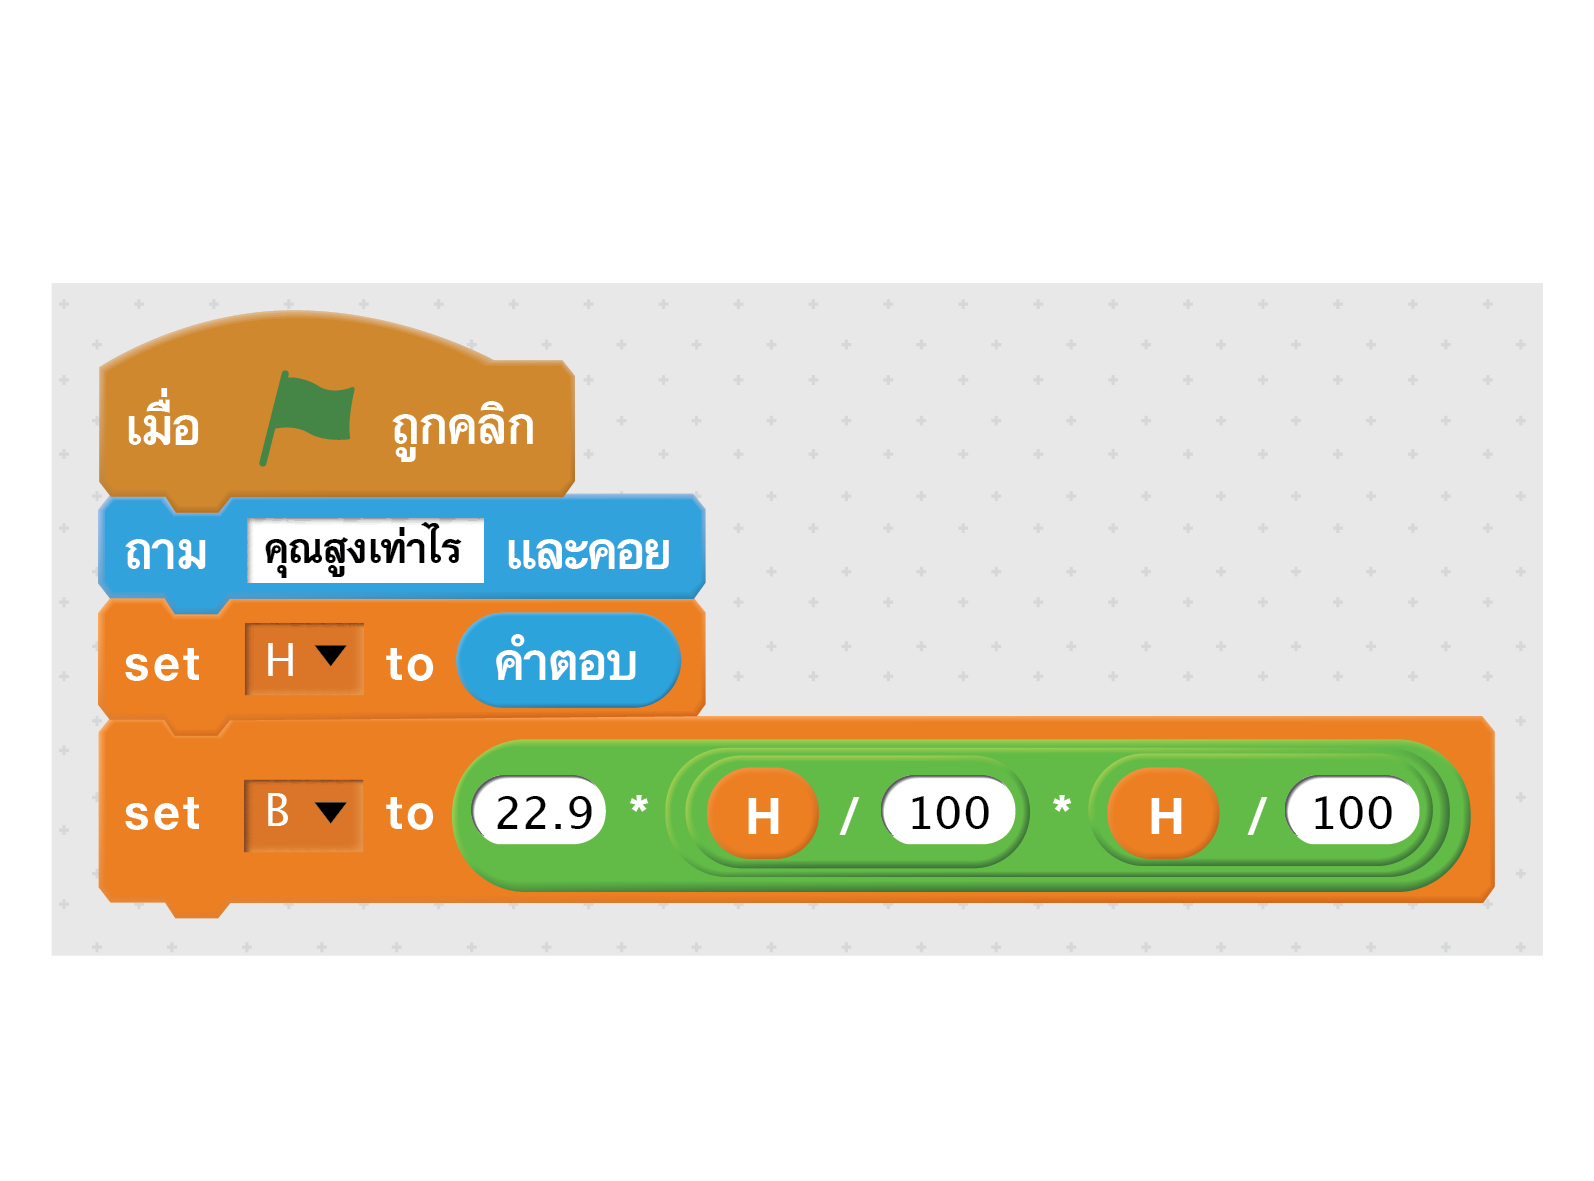 เมื่อ ถูกคลิก
ถาม คุณสูงเท่าไร และคอย
set H to คำตอบ
set B to 22.9 * H / 100 * H / 100